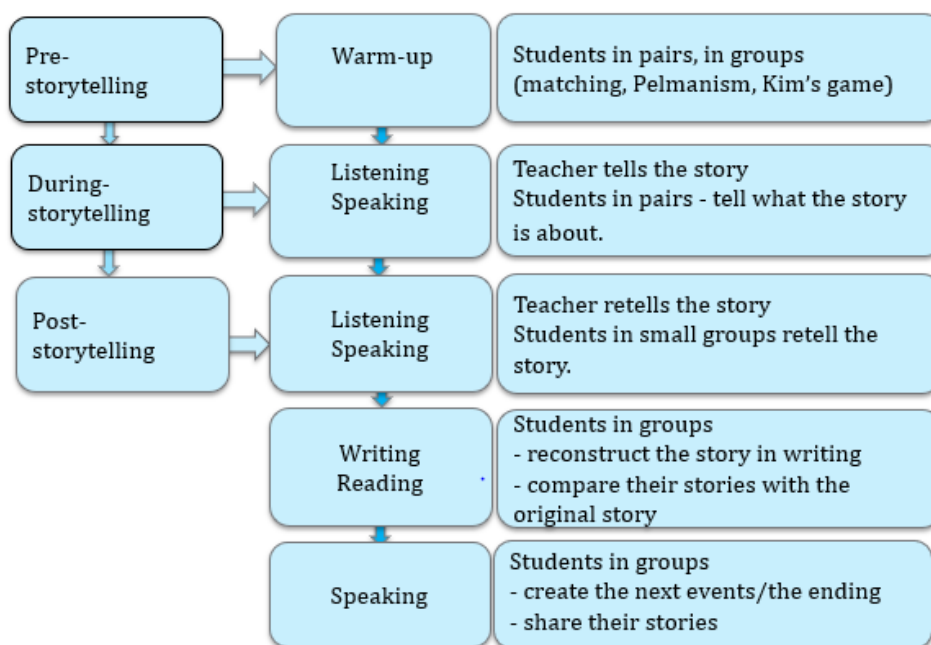 Pre-
storytelling
Warm-up
Students in pairs, in groups
(matching, Pelmanism, Kim's game)
During-
storytelling
Listening
Speaking
Teacher tells the story
Students in pairs - tell what the story
is about.
Post-
storytelling
Listening
Speaking
Teacher retells the story
Students in small groups retell the
story.
Writing
Reading
Students in groups
- reconstruct the story in writing
- compare their stories with the
original story
Speaking
Students in groups
- create the next events/the ending
- share their stories